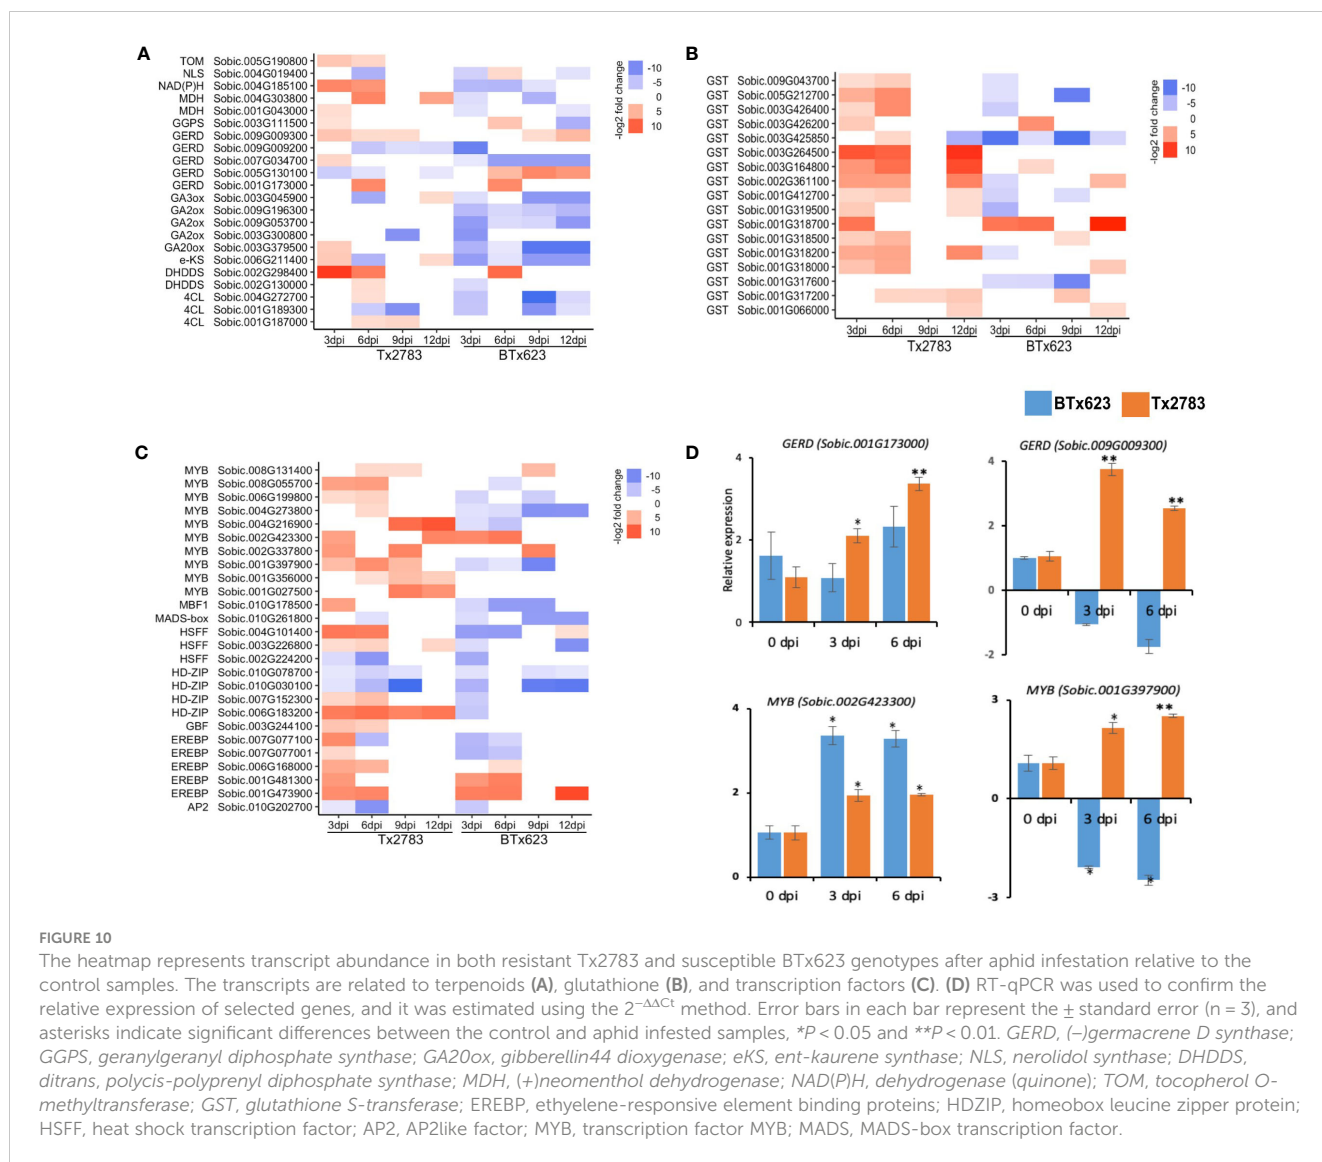 A
TOM Sobic.005G190800
NLS Sobic.004G019400
NAD(P)H Sobic.004G185100
MDH Sobic.004G303800
MDH Sobic.001G043000
GGPS Sobic.003G111500
GERD Sobic.009G009300
GERD Sobic.009G009200
GERD Sobic.007G034700
GERD Sobic.005G130100
GERD Sobic.001G173000
GA3ox Sobic.003G045900
GA2ox Sobic.009G196300
GA2ox Sobic.009G053700
GA2ox Sobic.003G300800
GA20ox Sobic.003G379500
e-KS Sobic.006G211400
DHDDS Sobic.002G298400
DHDDS Sobic.002G130000
4CL Sobic.004G272700
4CL Sobic.001G189300
4CL Sobic.001G187000
3dpi 6dpi 9dpi 12dpi 3dpi 6dpi 9dpi 12dpi
Tx2783 BTx623
-log2 fold change
-10
-5
0
5
10
B
GST Sobic.009G043700
GST Sobic.005G212700
GST Sobic.003G426400
GST Sobic.003G426200
GST Sobic.003G425850
GST Sobic.003G264500
GST Sobic.003G164800
GST Sobic.002G361100
GST Sobic.001G412700
GST Sobic.001G319500
GST Sobic.001G318700
GST Sobic.001G318500
GST Sobic.001G318200
GST Sobic.001G318000
GST Sobic.001G317600
GST Sobic.001G317200
GST Sobic.001G066000
3dpi 6dpi 9dpi 12dpi 3dpi 6dpi 9dpi 12dpi
Tx2783 BTx623
-log2 fold change
-10
-5
0
5
10
C
MYB Sobic.008G131400
MYB Sobic.008G055700
MYB Sobic.006G199800
MYB Sobic.004G273800
MYB Sobic.004G216900
MYB Sobic.002G423300
MYB Sobic.002G337800
MYB Sobic.001G397900
MYB Sobic.001G356000
MYB Sobic.001G027500
MBF1 Sobic.010G178500
MADS-box Sobic.010G261800
HSFF Sobic.004G101400
HSFF Sobic.003G226800
HSFF Sobic.002G224200
HD-ZIP Sobic.010G078700
HD-ZIP Sobic.010G030100
HD-ZIP Sobic.007G152300
HD-ZIP Sobic.006G183200
GBF Sobic.003G244100
EREBP Sobic.007G077100
EREBP Sobic.007G077001
EREBP Sobic.006G168000
EREBP Sobic.001G481300
EREBP Sobic.001G473900
AP2 Sobic.010G202700
3dpi 6dpi 9dpi 12dpi 3dpi 6dpi 9dpi 12dpi
Tx2783 BTx623
-log2 fold change
-10
-5
0
5
10
BTx623 Tx2783
D
GERD (Sobic.001G173000)
Relative expression
4
2
0
* **
0 dpi 3 dpi 6 dpi
GERD (Sobic.009G009300)
4
2
0
-2
** **
0 dpi 3 dpi 6 dpi
MYB (Sobic.002G423300)
4
2
0
* * * *
0 dpi 3 dpi 6 dpi
MYB (Sobic.001G397900)
3
0
-3
* **
0 dpi 3 dpi 6 dpi
* *
FIGURE 10
The heatmap represents transcript abundance in both resistant Tx2783 and susceptible BTx623 genotypes after aphid infestation relative to the
control samples. The transcripts are related to terpenoids (A), glutathione (B), and transcription factors (C). (D) RT-qPCR was used to confirm the
relative expression of selected genes, and it was estimated using the 2−ΔΔCt method. Error bars in each bar represent the ± standard error (n = 3), and
asterisks indicate significant differences between the control and aphid infested samples, *P < 0.05 and **P < 0.01. GERD, (−)germacrene D synthase;
GGPS, geranylgeranyl diphosphate synthase; GA20ox, gibberellin44 dioxygenase; eKS, ent-kaurene synthase; NLS, nerolidol synthase; DHDDS,
ditrans, polycis-polyprenyl diphosphate synthase; MDH, (+)neomenthol dehydrogenase; NAD(P)H, dehydrogenase (quinone); TOM, tocopherol O-
methyltransferase; GST, glutathione S-transferase; EREBP, ethyelene-responsive element binding proteins; HDZIP, homeobox leucine zipper protein;
HSFF, heat shock transcription factor; AP2, AP2like factor; MYB, transcription factor MYB; MADS, MADS-box transcription factor.